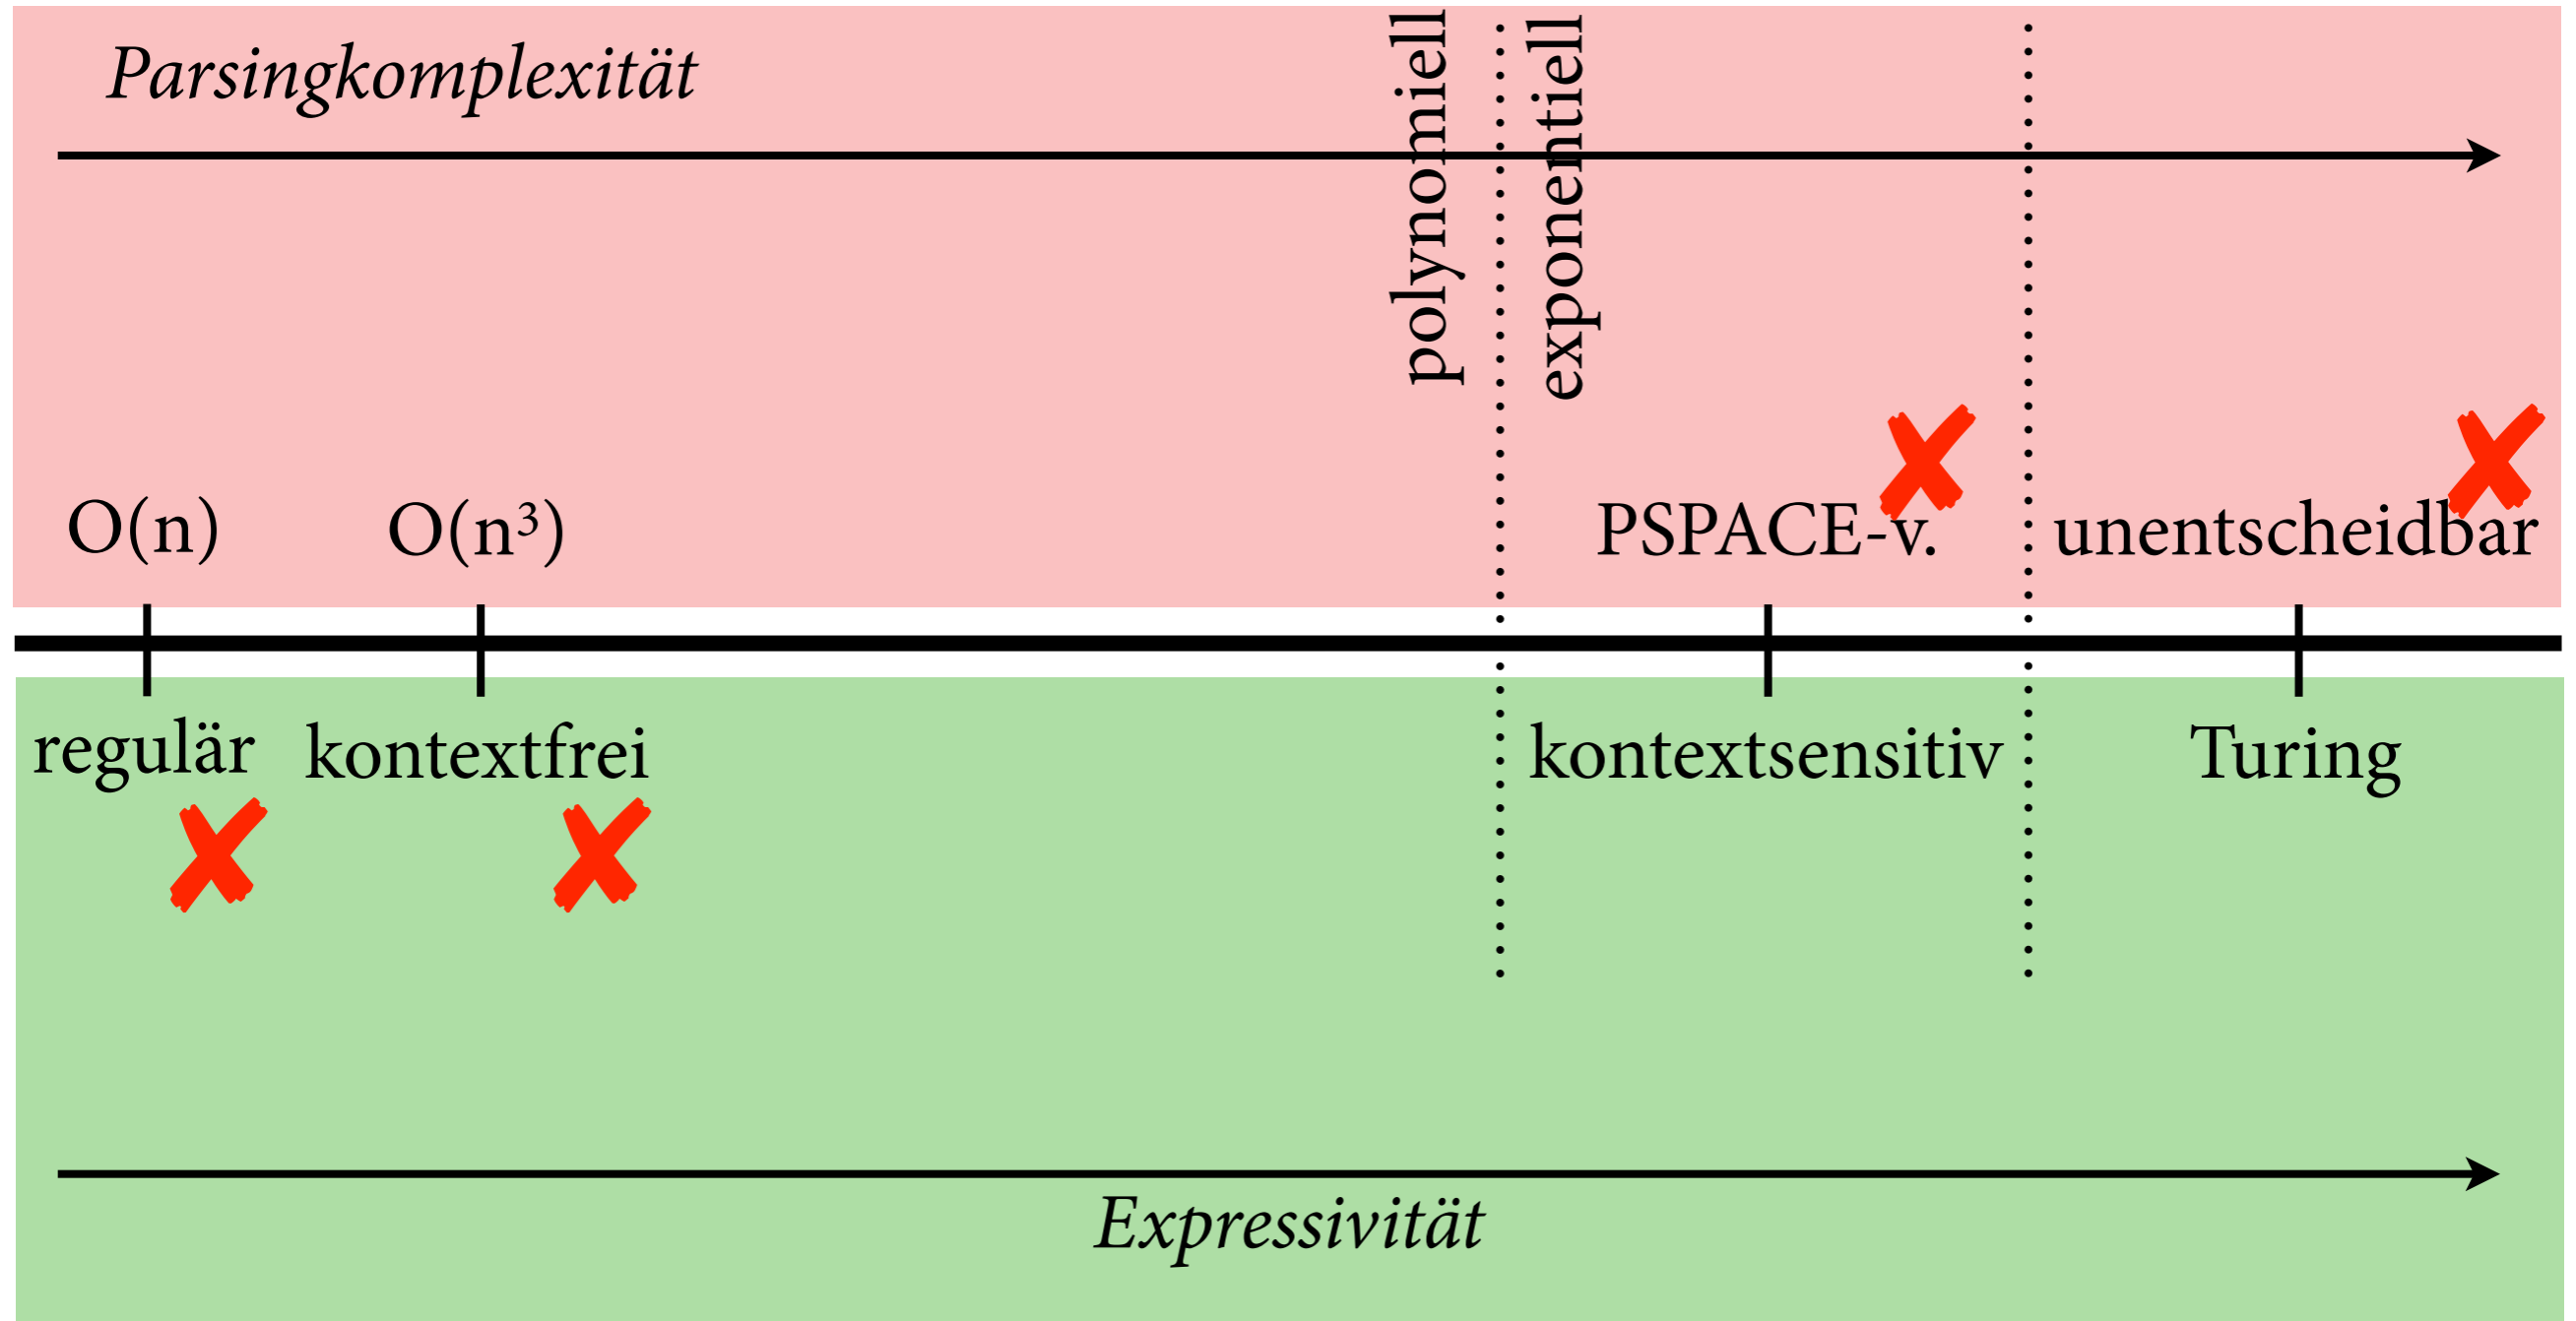 Parsingkomplexität
polynomiell
exponentiell
O(n)
O(n³)
PSPACE-v.
unentscheidbar
regulär
kontextfrei
kontextsensitiv
Turing
Expressivität